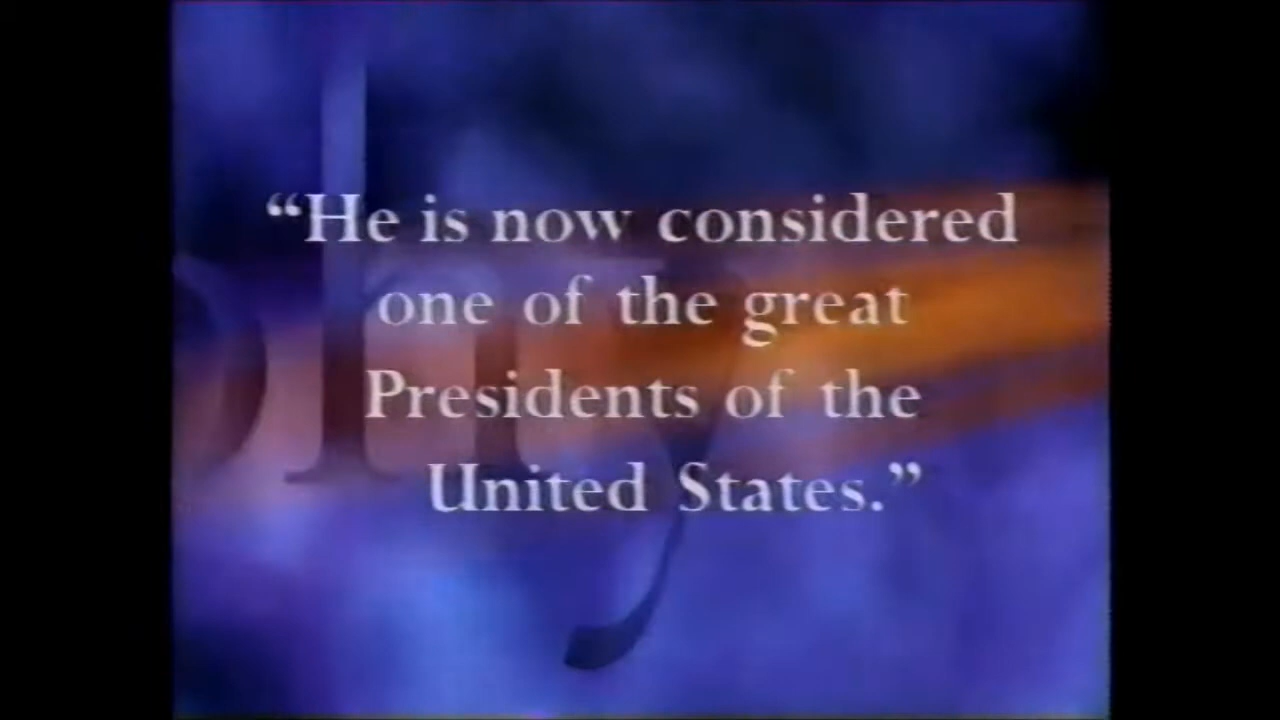 “He is now considered
one of the great
Presidents of the
United States.”